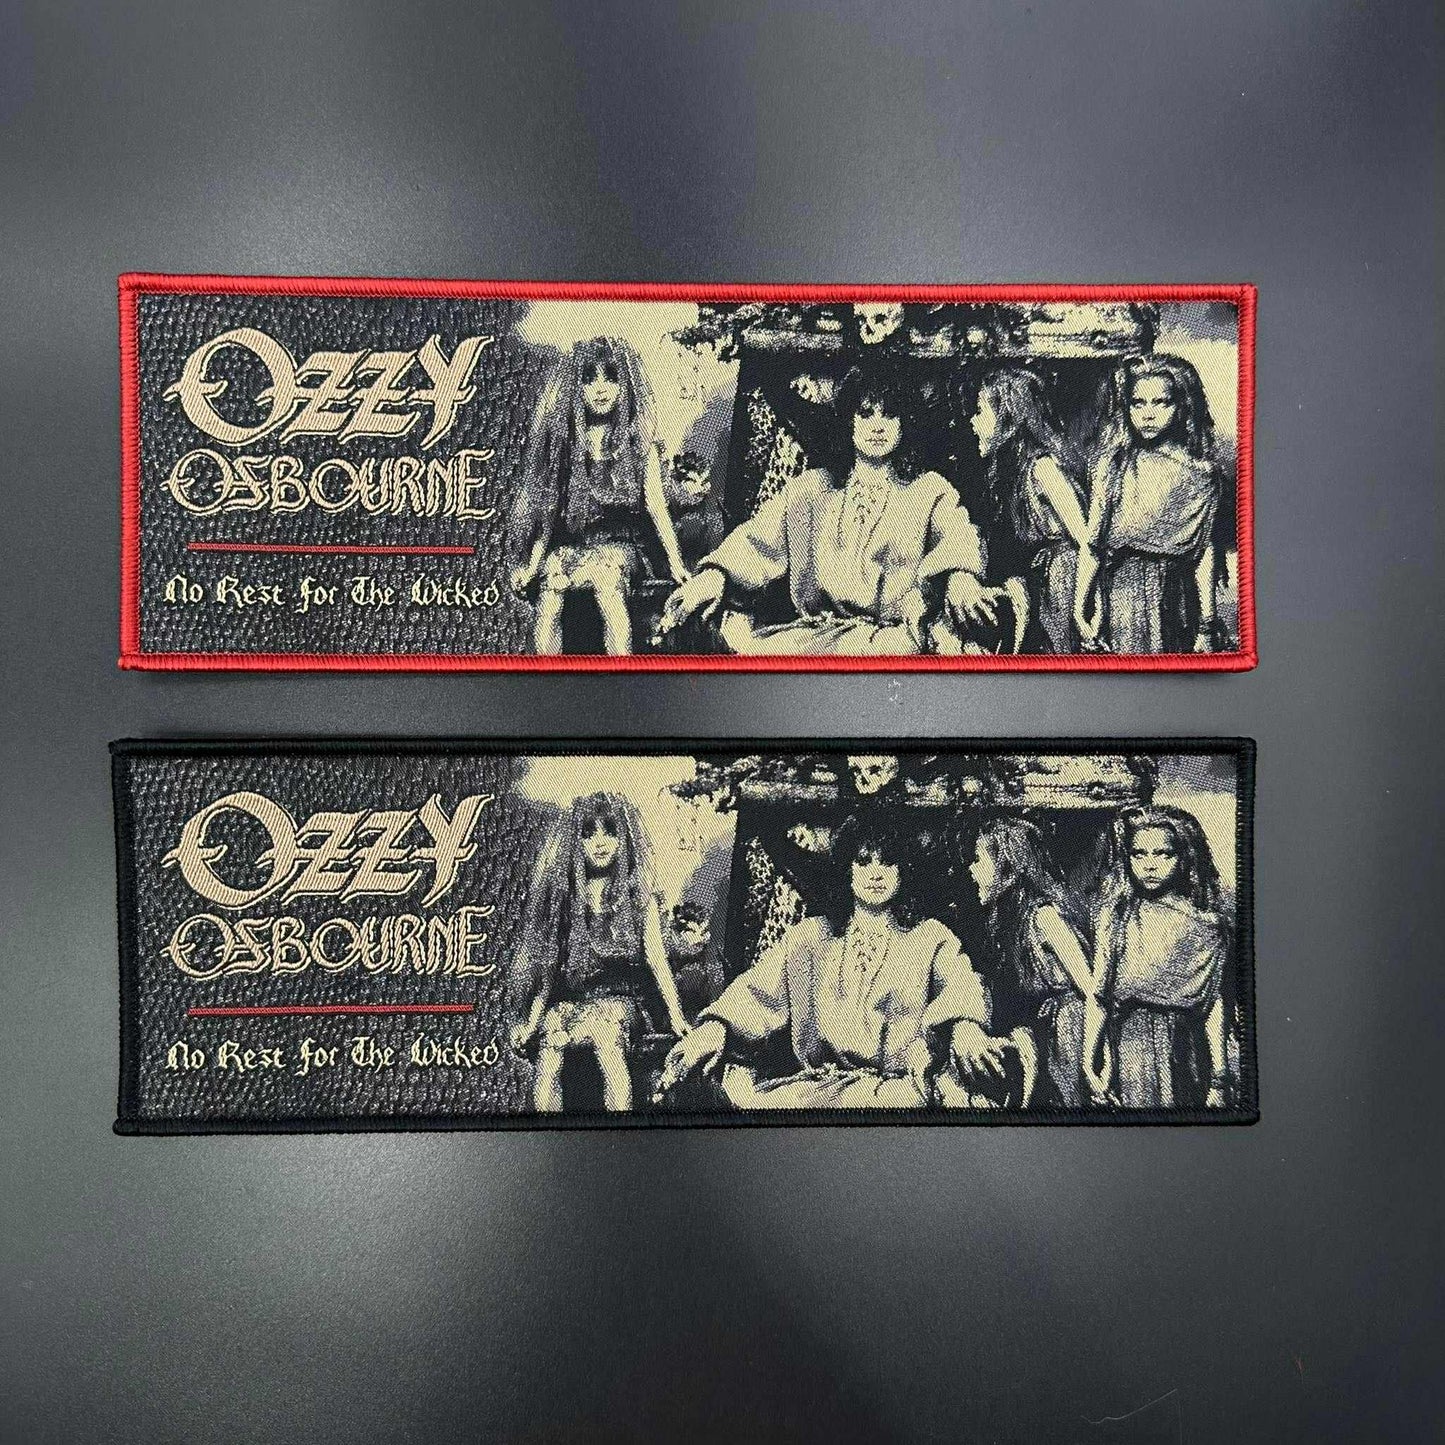 Ozzy
Osbourne
No Rest for The Wicked
Ozzy
Osbourne
No Rest for The Wicked